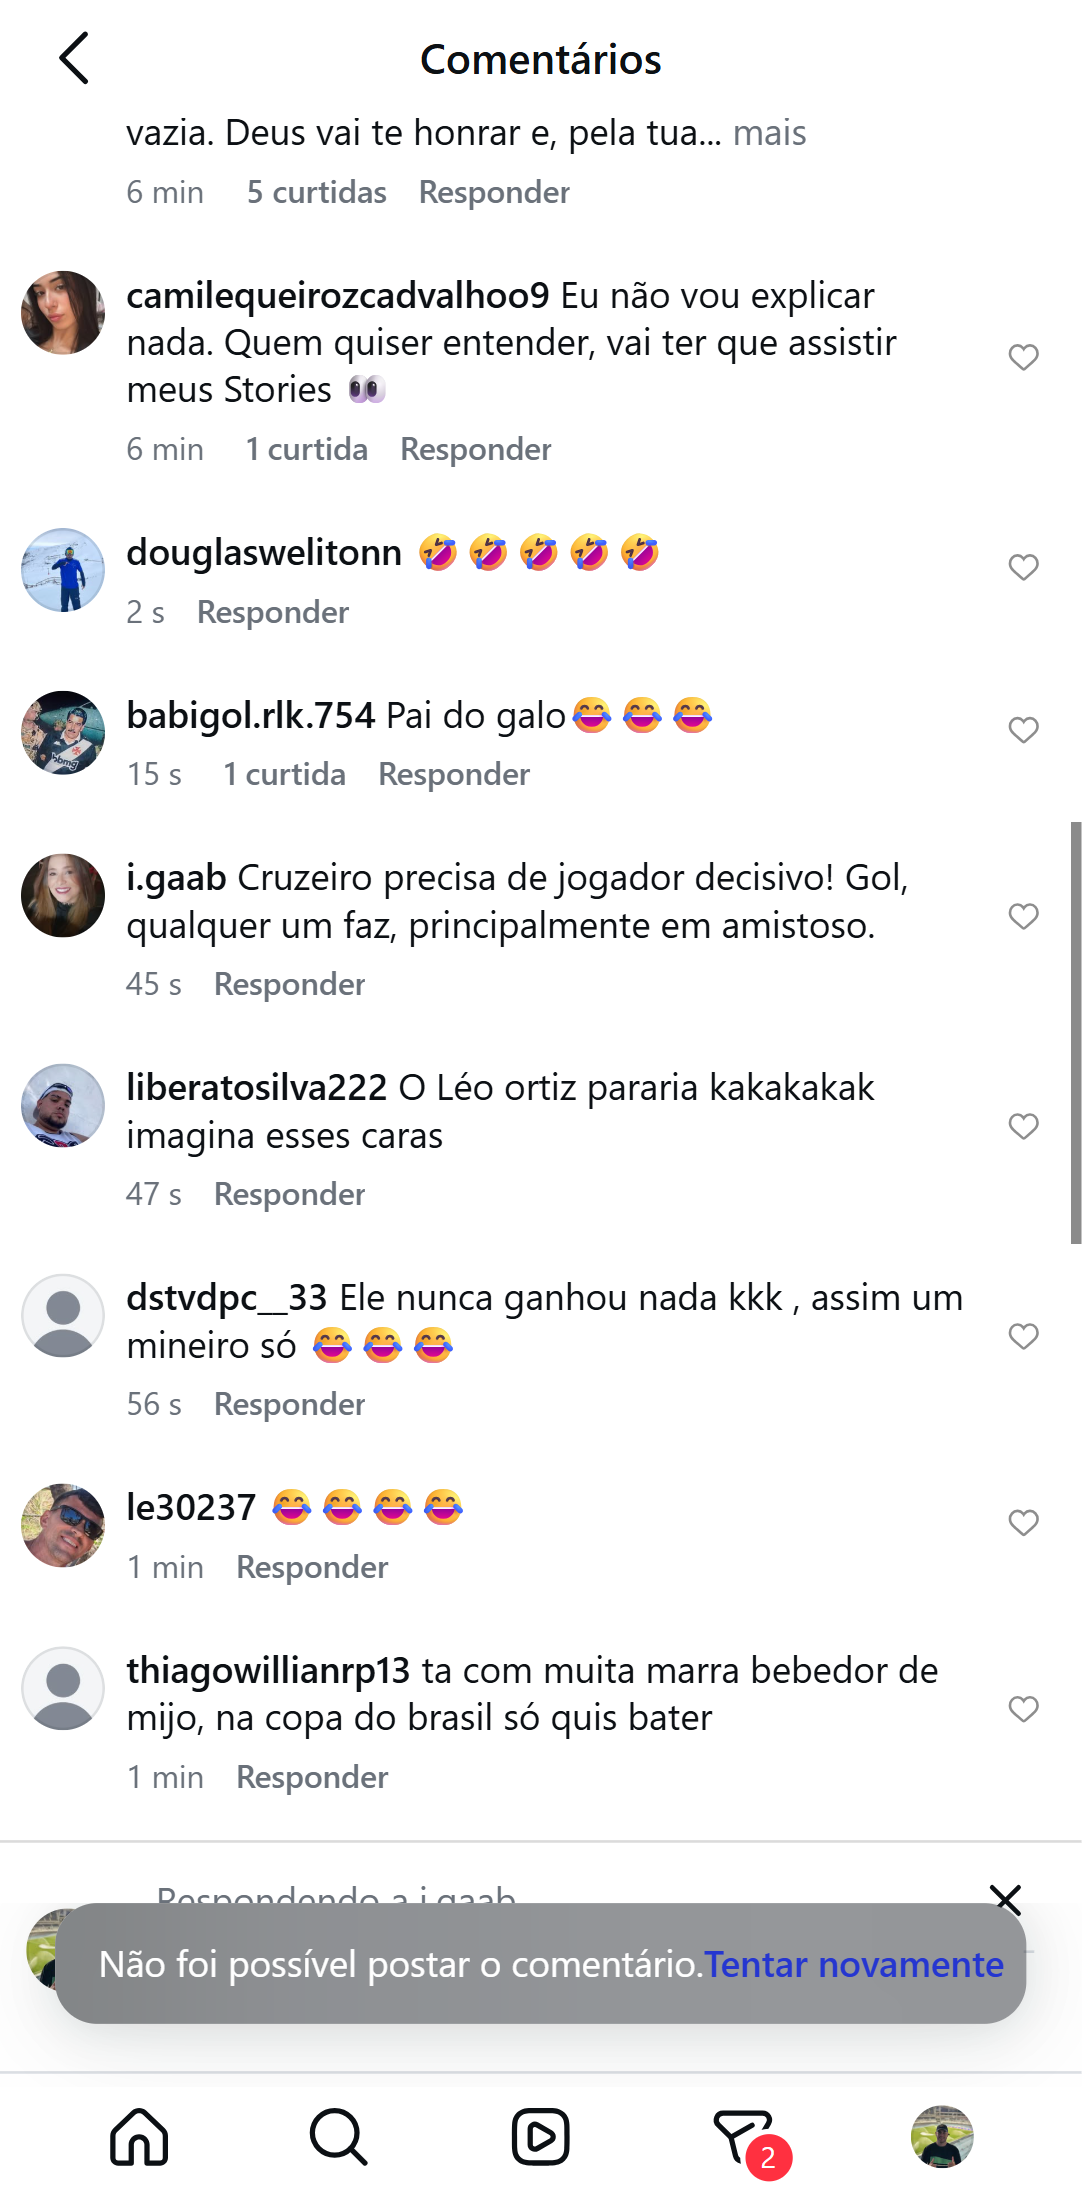 Comentários
vazia. Deus vai te honrar e, pela tua... mais
6 min 5 curtidas Responder
camilequeirozcadvalhoo9 Eu não vou explicar
nada. Quem quiser entender, vai ter que assistir
meus Stories 👀
6 min 1 curtida Responder
douglaswelitonn 🤣🤣🤣🤣🤣
2 s Responder
babigol.rlk.754 Pai do galo😂😂😂
15 s 1 curtida Responder
i.gaab Cruzeiro precisa de jogador decisivo! Gol,
qualquer um faz, principalmente em amistoso.
45 s Responder
liberatosilva222 O Léo ortiz pararia kakakakak
imagina esses caras
47 s Responder
dstvdpc__33 Ele nunca ganhou nada kkk , assim um
mineiro só 😂😂😂
56 s Responder
le30237 😂😂😂😂
1 min Responder
thiagowillianrp13 ta com muita marra bebedor de
mijo, na copa do brasil só quis bater
1 min Responder
Respondendo a i.gaab
Não foi possível postar o comentário.Tentar novamente
2